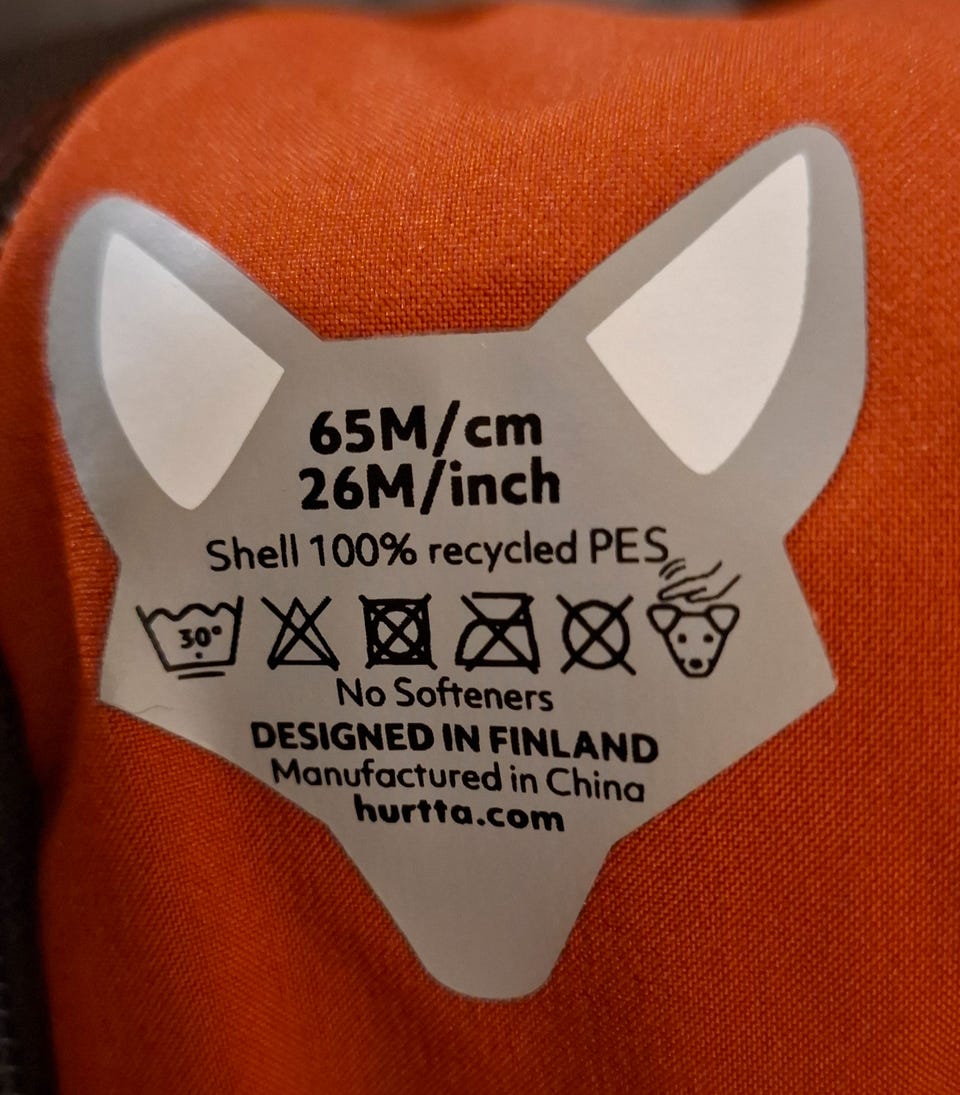 65M/cm
26M/inch
Shell 100% recycled PES
30°
No Softeners
DESIGNED IN FINLAND
Manufactured in China
hurtta.com